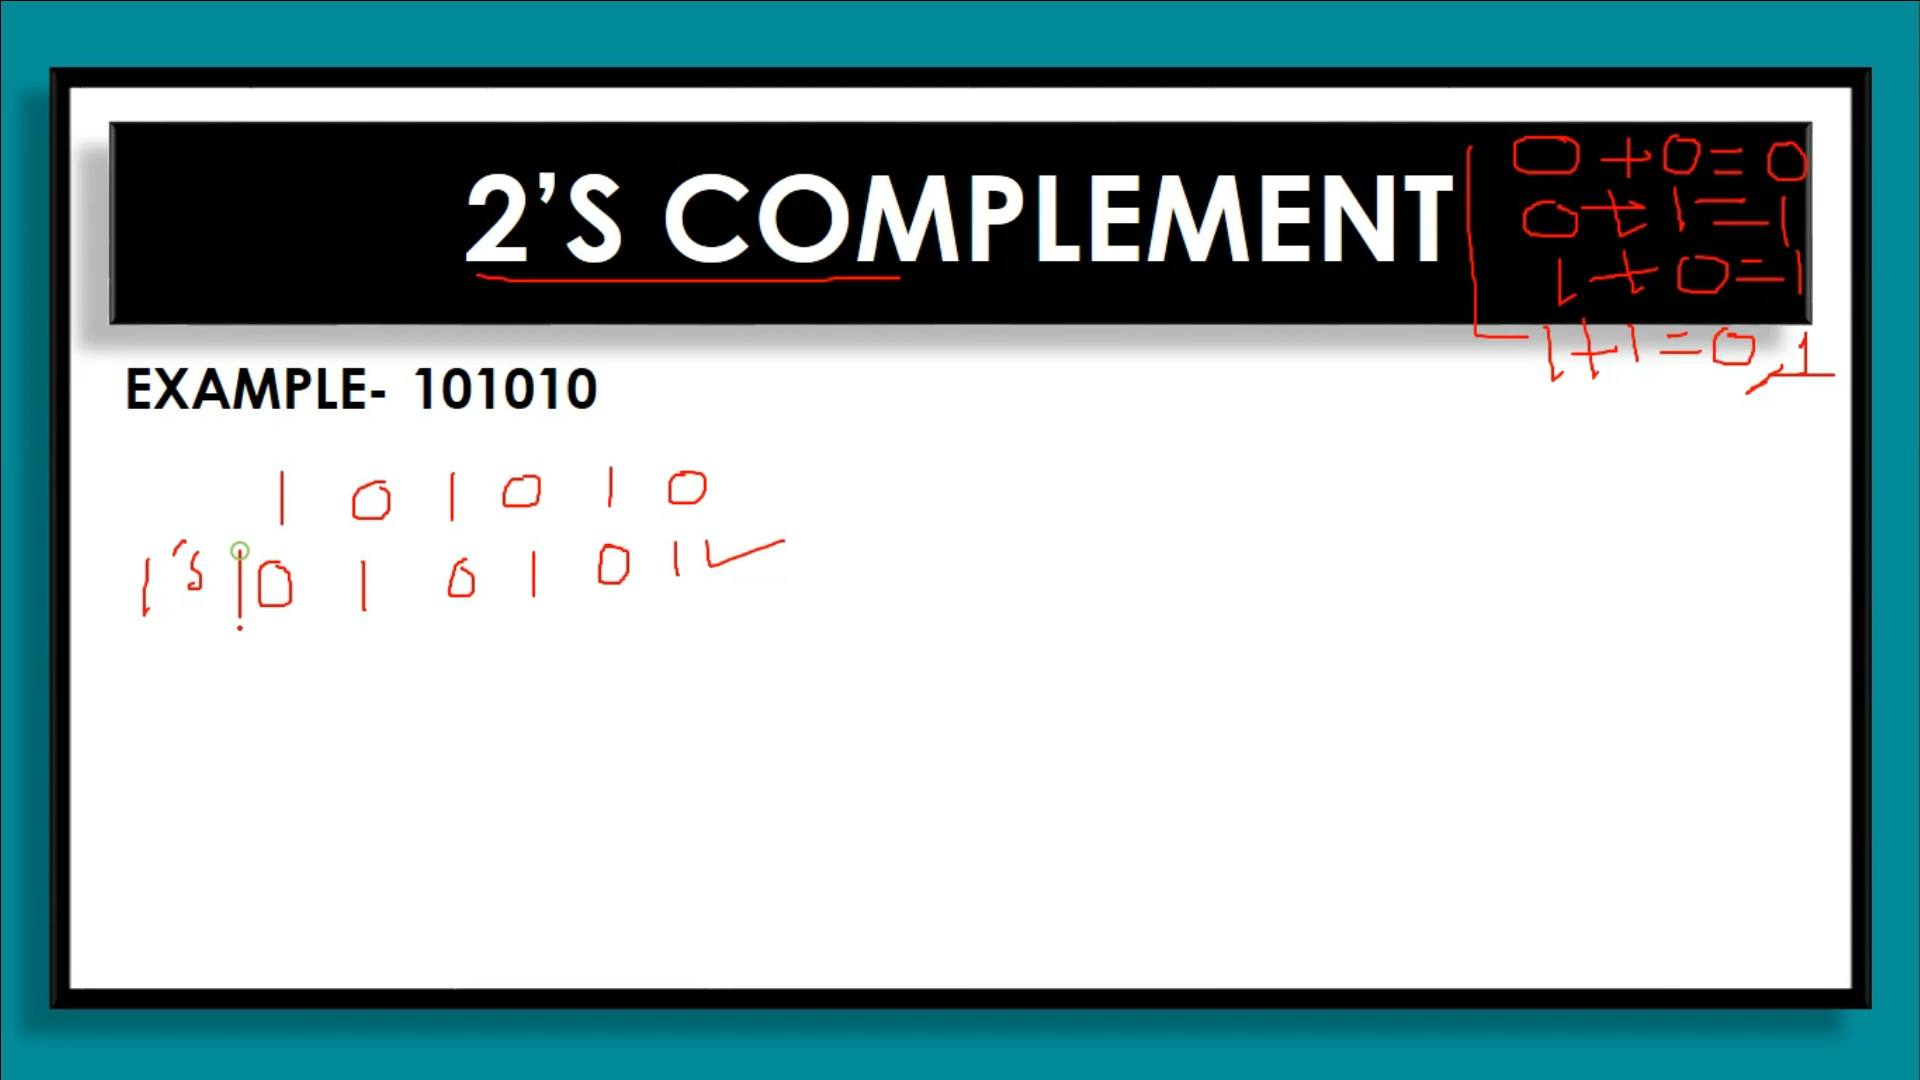 2'S COMPLEMENT
0 + 0 = 0
0 + 1 = 1
1 + 0 = 1
1 + 1 = 0, 1
EXAMPLE- 101010
1 0 1 0 1 0
1's 0 1 0 1 0 1